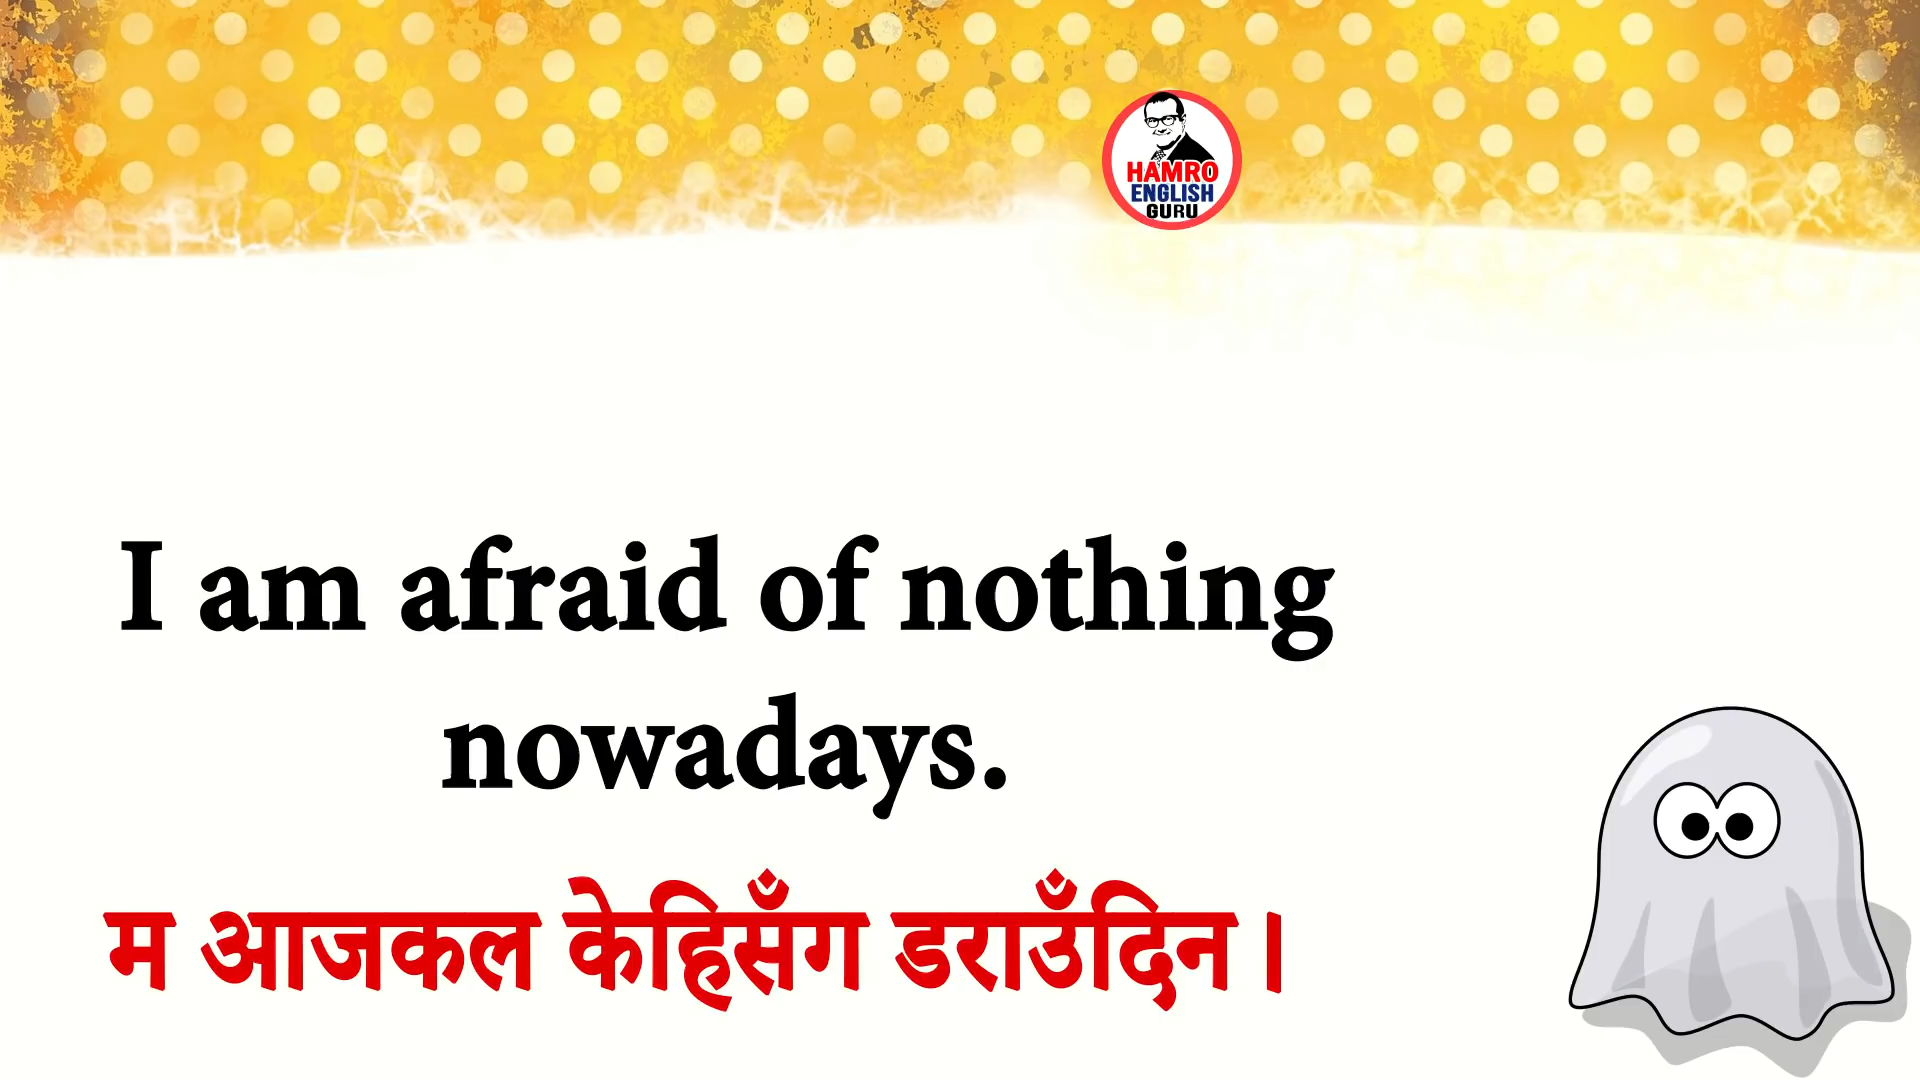 HAMRO
ENGLISH
GURU
I am afraid of nothing
nowadays.
म आजकल केहिसँग डराउँदिन।